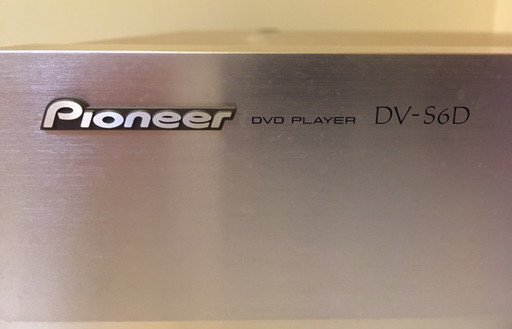 Pioneer DVD PLAYER DV-S6D